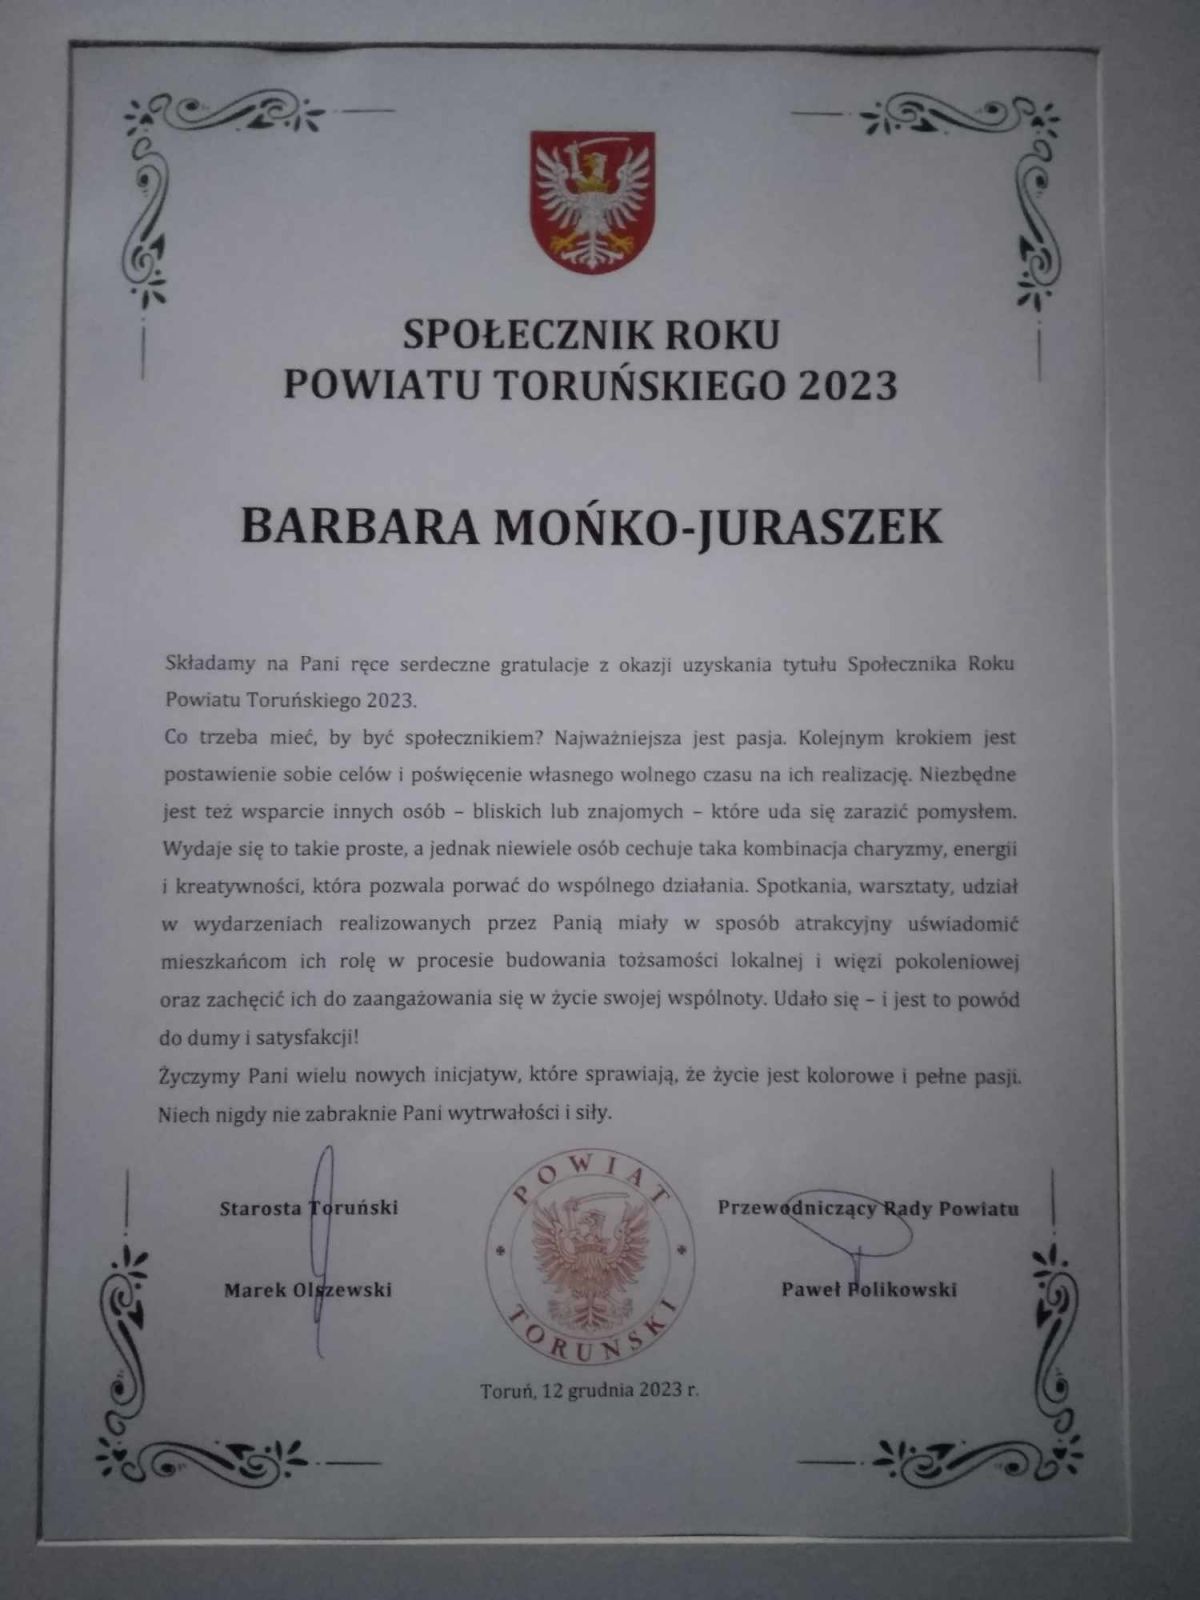 SPOŁECZNIK ROKU
POWIATU TORUŃSKIEGO 2023
BARBARA MOŃKO-JURASZEK
Składamy na Pani ręce serdeczne gratulacje z okazji uzyskania tytułu Społecznika Roku
Powiatu Toruńskiego 2023.
Co trzeba mieć, by być społecznikiem? Najważniejsza jest pasja. Kolejnym krokiem jest
postawienie sobie celów i poświęcenie własnego wolnego czasu na ich realizację. Niezbędne
jest też wsparcie innych osób – bliskich lub znajomych – które uda się zarazić pomysłem.
Wydaje się to takie proste, a jednak niewiele osób cechuje taka kombinacja charyzmy, energii
i kreatywności, która pozwala porwać do wspólnego działania. Spotkania, warsztaty, udział
w wydarzeniach realizowanych przez Panią miały w sposób atrakcyjny uświadomić
mieszkańcom ich rolę w procesie budowania tożsamości lokalnej i więzi pokoleniowej
oraz zachęcić ich do zaangażowania się w życie swojej wspólnoty. Udało się – i jest to powód
do dumy i satysfakcji!
Życzymy Pani wielu nowych inicjatyw, które sprawiają, że życie jest kolorowe i pełne pasji.
Niech nigdy nie zabraknie Pani wytrwałości i siły.
Starosta Toruński
Marek Olszewski
POWIAT
TORUŃSKI
Przewodniczący Rady Powiatu
Paweł Polikowski
Toruń, 12 grudnia 2023 r.